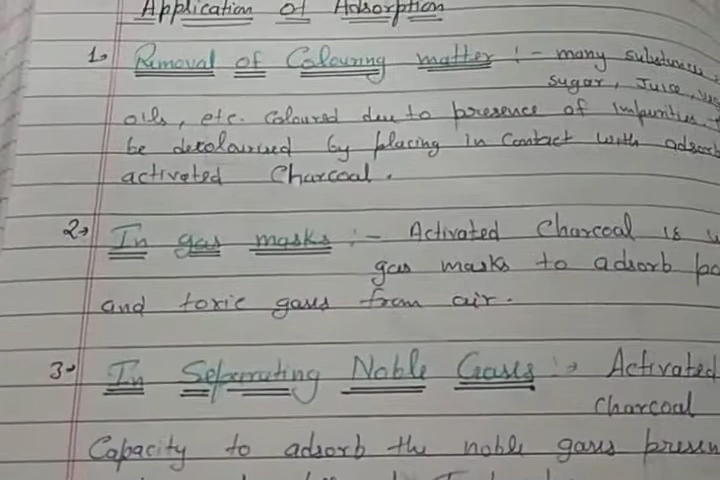 Application of Adsorption
1. Removal of Colouring matter :- many substances
sugar, Juice,
oils, etc. coloured due to presence of impurities
be decolourised by placing in contact with adsorb
activated Charcoal.
2. In gas masks :- Activated Charcoal is
gas masks to adsorb po
and toxic gases from air.
3. In Separating Noble Gases :- Activated
Charcoal
Capacity to adsorb the noble gases presen